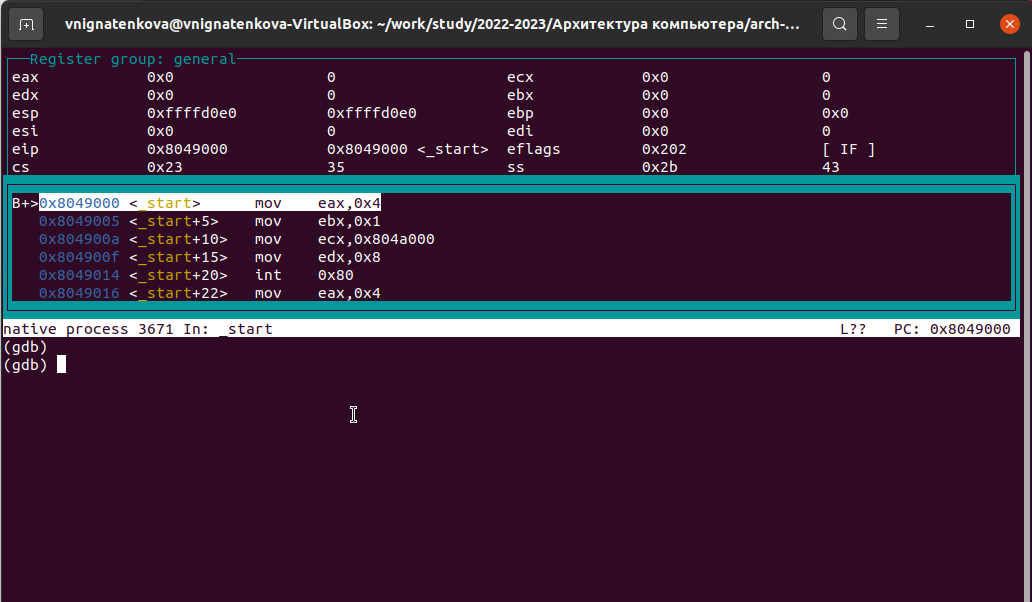 vnignatenkova@vnignatenkova-VirtualBox: ~/work/study/2022-2023/Архитектура компьютера/arch-...
Register group: general
eax 0x0 0 ecx 0x0 0
edx 0x0 0 ebx 0x0 0
esp 0xffffd0e0 0xffffd0e0 ebp 0x0 0x0
esi 0x0 0 edi 0x0 0
eip 0x8049000 0x8049000 <_start> eflags 0x202 [ IF ]
cs 0x23 35 ss 0x2b 43
B+>0x8049000 <_start> mov eax,0x4
0x8049005 <_start+5> mov ebx,0x1
0x804900a <_start+10> mov ecx,0x804a000
0x804900f <_start+15> mov edx,0x8
0x8049014 <_start+20> int 0x80
0x8049016 <_start+22> mov eax,0x4
native process 3671 In: _start L?? PC: 0x8049000
(gdb)
(gdb)